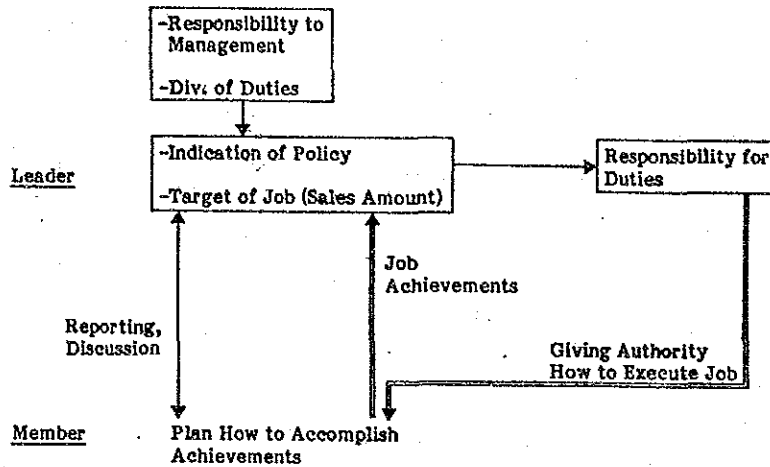 -Responsibility to
Management
-Div. of Duties
Leader
-Indication of Policy
-Target of Job (Sales Amount)
Responsibility for
Duties
Job
Achievements
Reporting,
Discussion
Giving Authority
How to Execute Job
Member
Plan How to Accomplish
Achievements